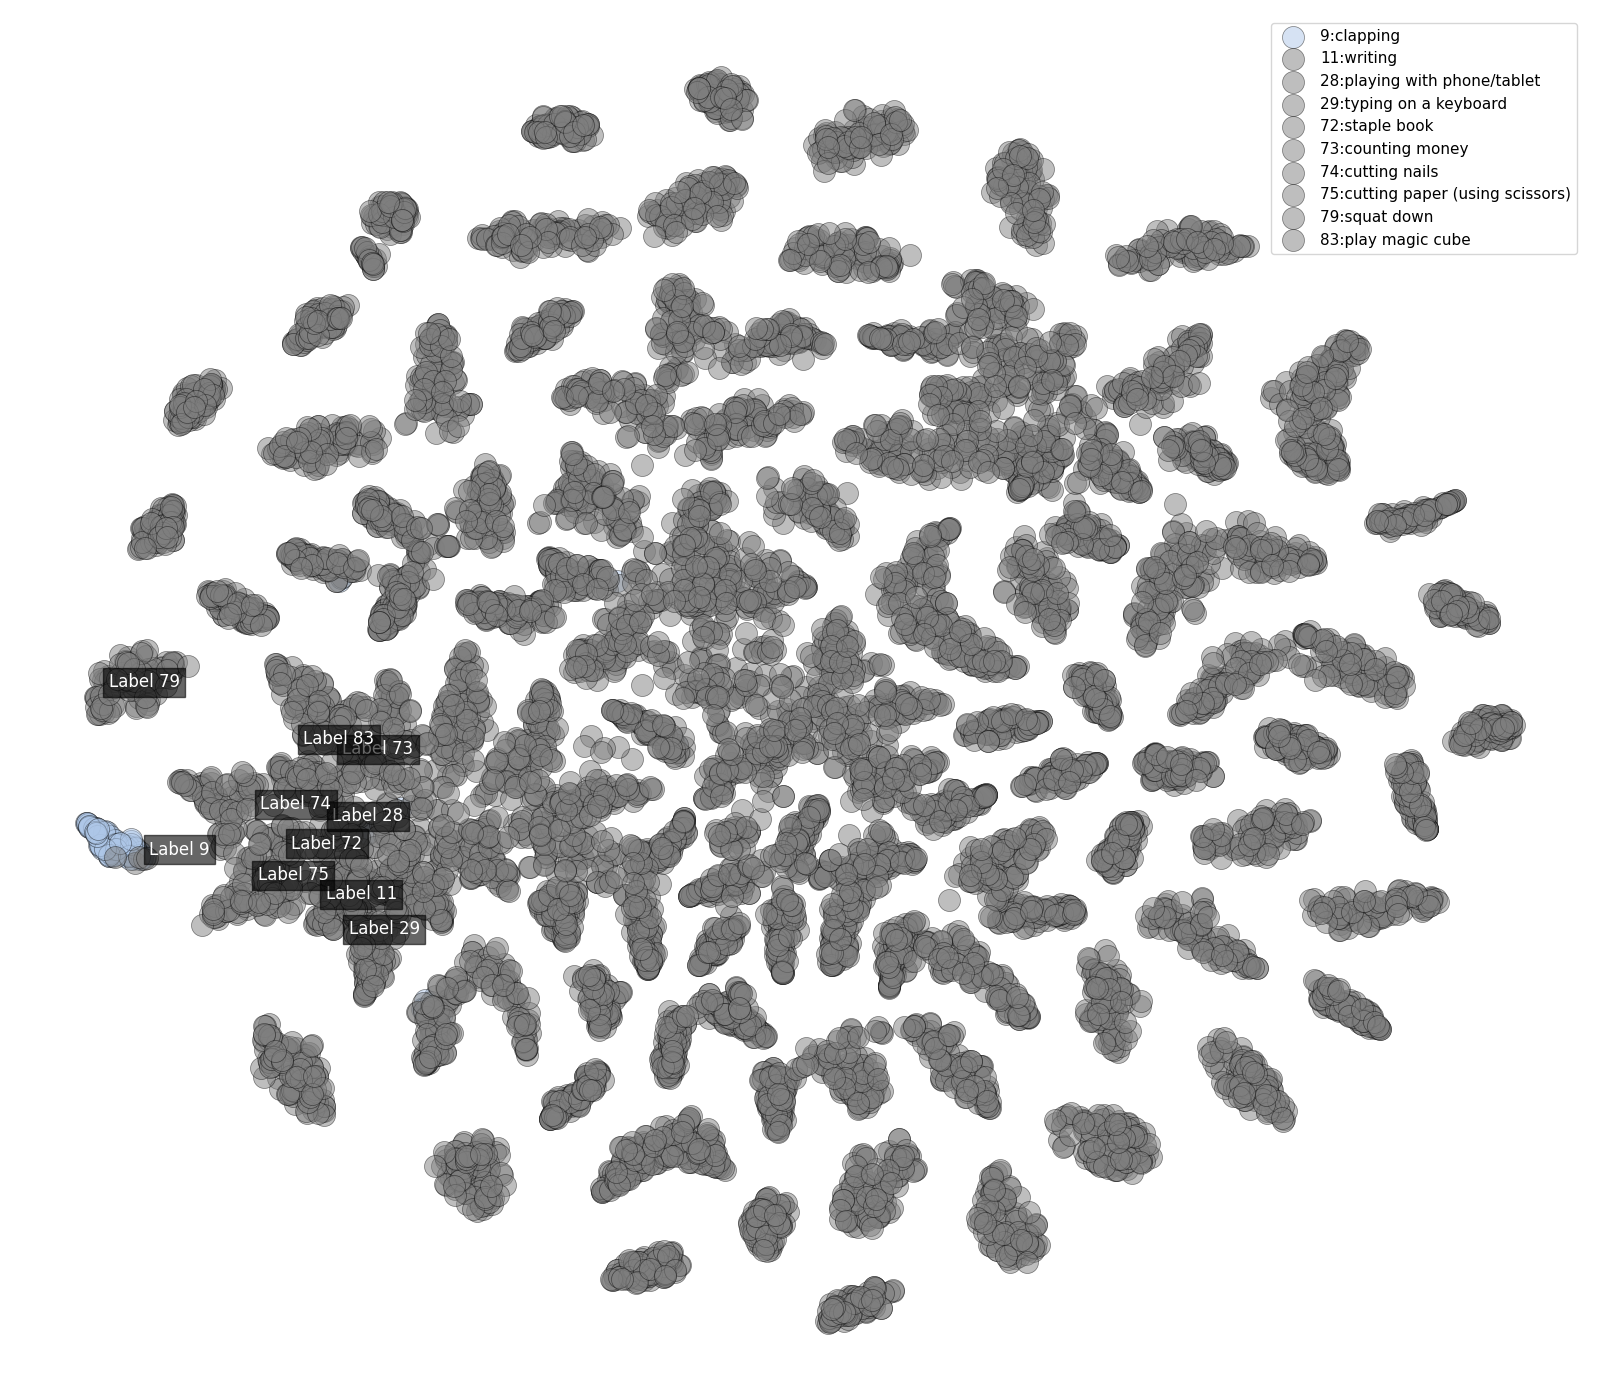 9:clapping
11:writing
28:playing with phone/tablet
29:typing on a keyboard
72:staple book
73:counting money
74:cutting nails
75:cutting paper (using scissors)
79:squat down
83:play magic cube
Label 79
Label 83
Label 73
Label 74
Label 28
Label 9
Label 72
Label 75
Label 11
Label 29